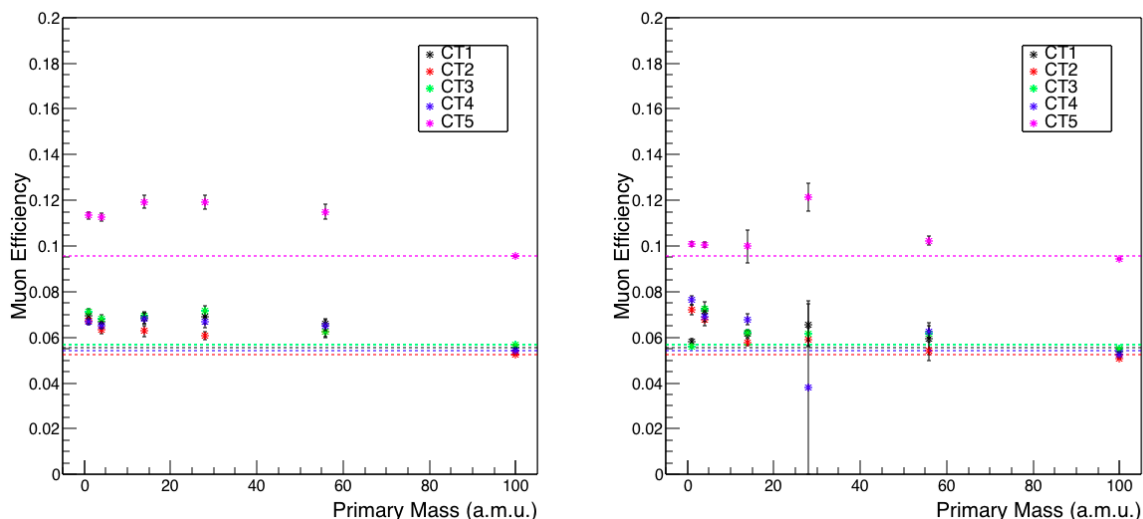 0.2
0.18
0.16
0.14
0.12
0.1
0.08
0.06
0.04
0.02
0
Muon Efficiency
CT1
CT2
CT3
CT4
CT5
0 20 40 60 80 100
Primary Mass (a.m.u.)
0.2
0.18
0.16
0.14
0.12
0.1
0.08
0.06
0.04
0.02
0
Muon Efficiency
CT1
CT2
CT3
CT4
CT5
0 20 40 60 80 100
Primary Mass (a.m.u.)